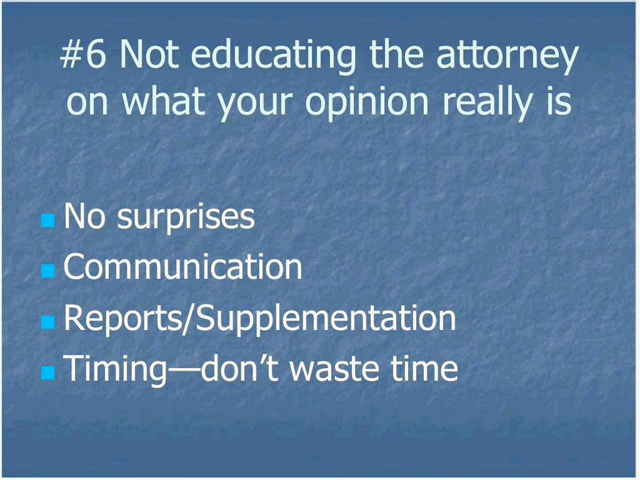 #6 Not educating the attorney
on what your opinion really is
No surprises
Communication
Reports/Supplementation
Timing—don’t waste time